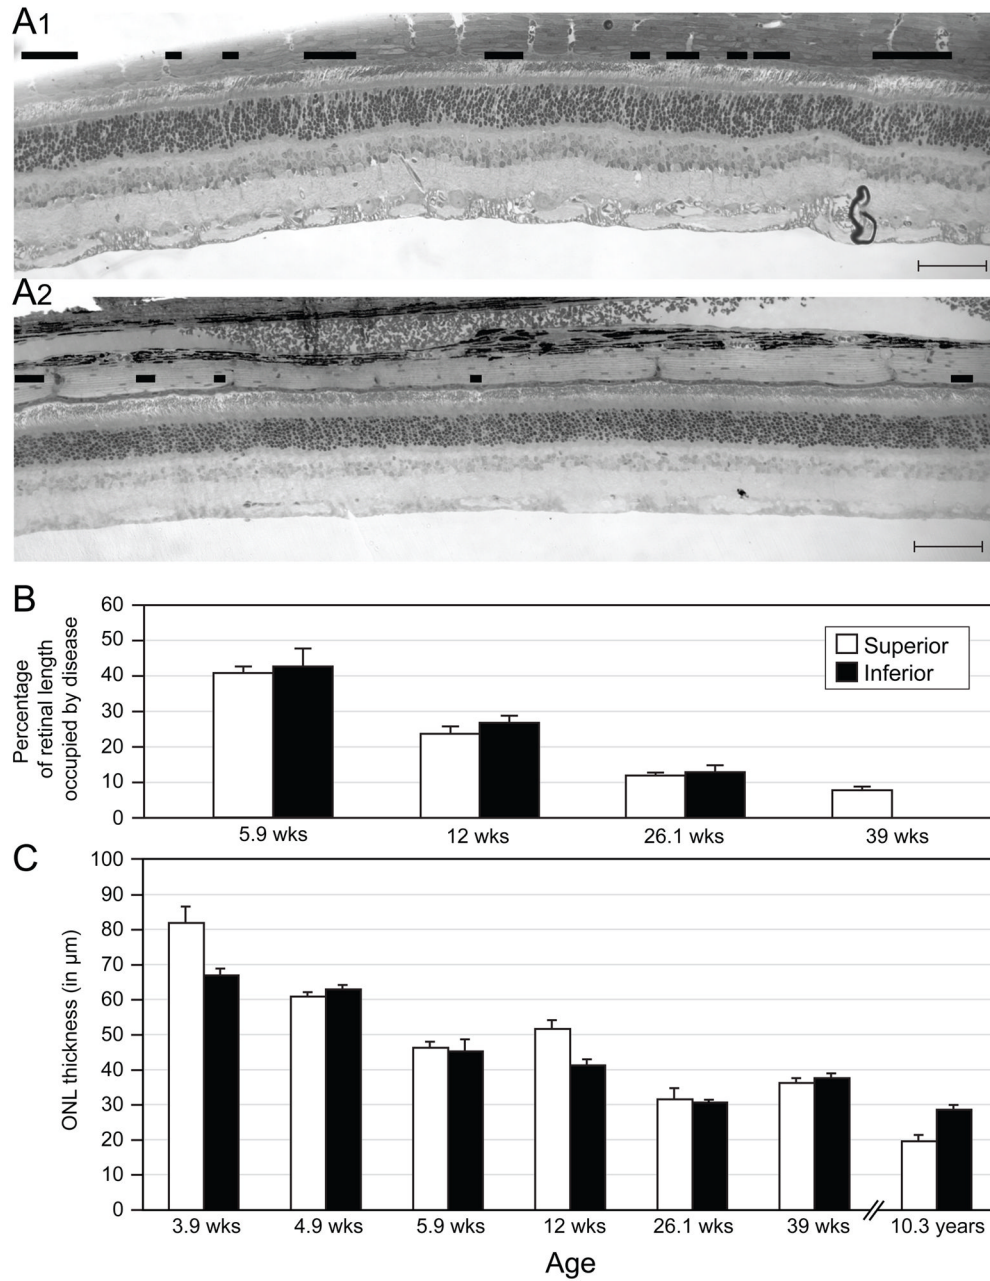 A1
A2
B
60
50
40
30
20
10
0
Percentage
of retinal length
occupied by disease
Superior
Inferior
5.9 wks
12 wks
26.1 wks
39 wks
C
100
90
80
70
60
50
40
30
20
10
0
ONL thickness (in µm)
3.9 wks
4.9 wks
5.9 wks
12 wks
26.1 wks
39 wks
10.3 years
Age